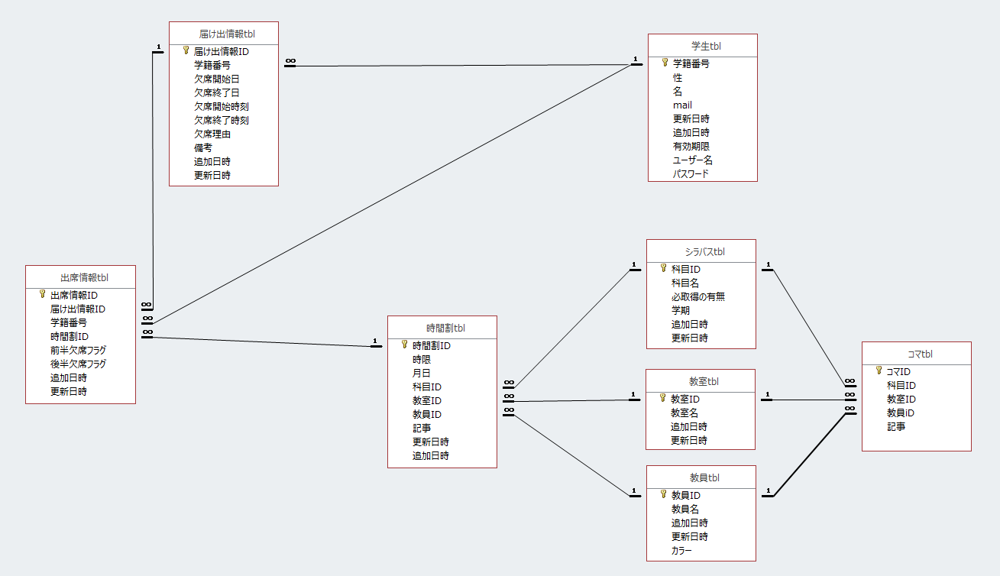 届け出情報tbl
届け出情報ID
学籍番号
欠席開始日
欠席終了日
欠席開始時刻
欠席終了時刻
欠席理由
備考
追加日時
更新日時
学生tbl
学籍番号
性
名
mail
更新日時
追加日時
有効期限
ユーザー名
パスワード
出席情報tbl
出席情報ID
届け出情報ID
学籍番号
時間割ID
前半欠席フラグ
後半欠席フラグ
追加日時
更新日時
時間割tbl
時間割ID
時限
月日
科目ID
教室ID
教員ID
記事
更新日時
追加日時
シラバスtbl
科目ID
科目名
必取得の有無
学期
追加日時
更新日時
教室tbl
教室ID
教室名
追加日時
更新日時
教員tbl
教員ID
教員名
追加日時
更新日時
カラー
コマtbl
コマID
科目ID
教室ID
教員iD
記事
1
∞
1
∞
∞
∞
1
∞
∞
∞
1
1
1
1
1
1
∞
∞
∞